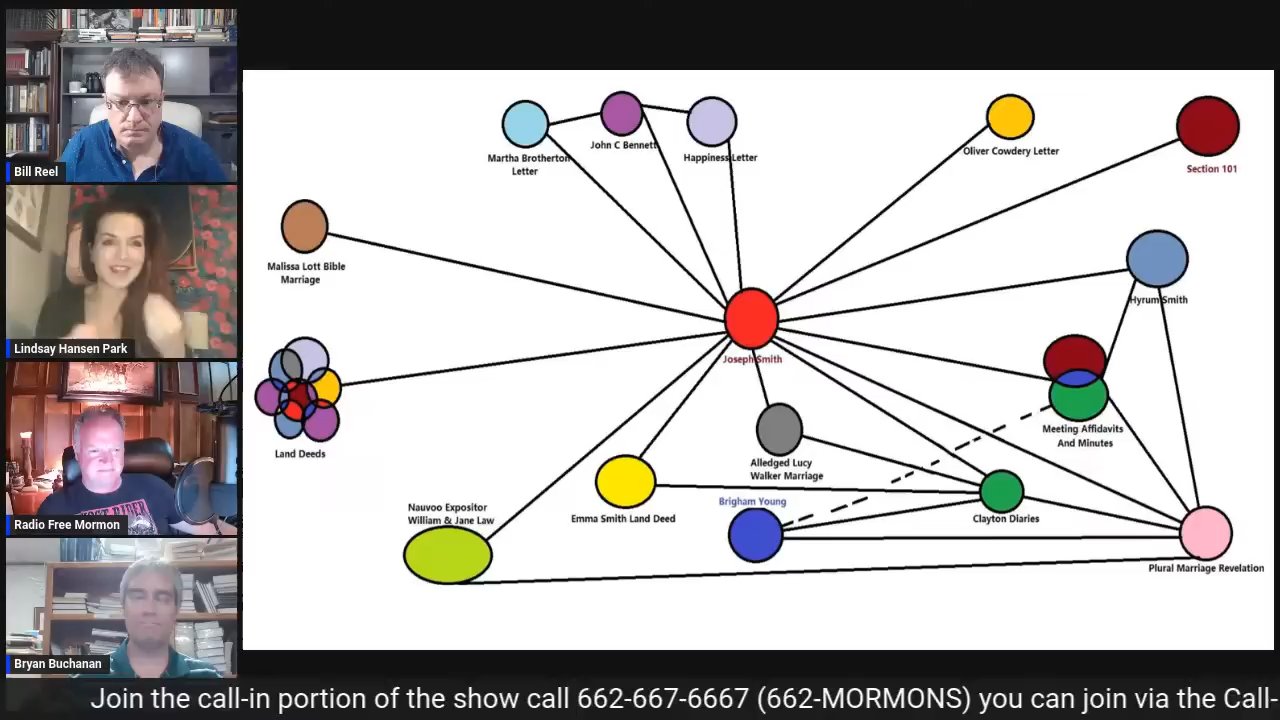 Bill Reel
Lindsay Hansen Park
Radio Free Mormon
Bryan Buchanan
Martha Brotherton
Letter
John C Bennett
Happiness Letter
Oliver Cowdery Letter
Section 101
Malissa Lott Bible
Marriage
Hyrum Smith
Joseph Smith
Land Deeds
Meeting Affidavits
And Minutes
Alledged Lucy
Walker Marriage
Nauvoo Expositor
William & Jane Law
Emma Smith Land Deed
Brigham Young
Clayton Diaries
Plural Marriage Revelation
Join the call-in portion of the show call 662-667-6667 (662-MORMONS) you can join via the Call-